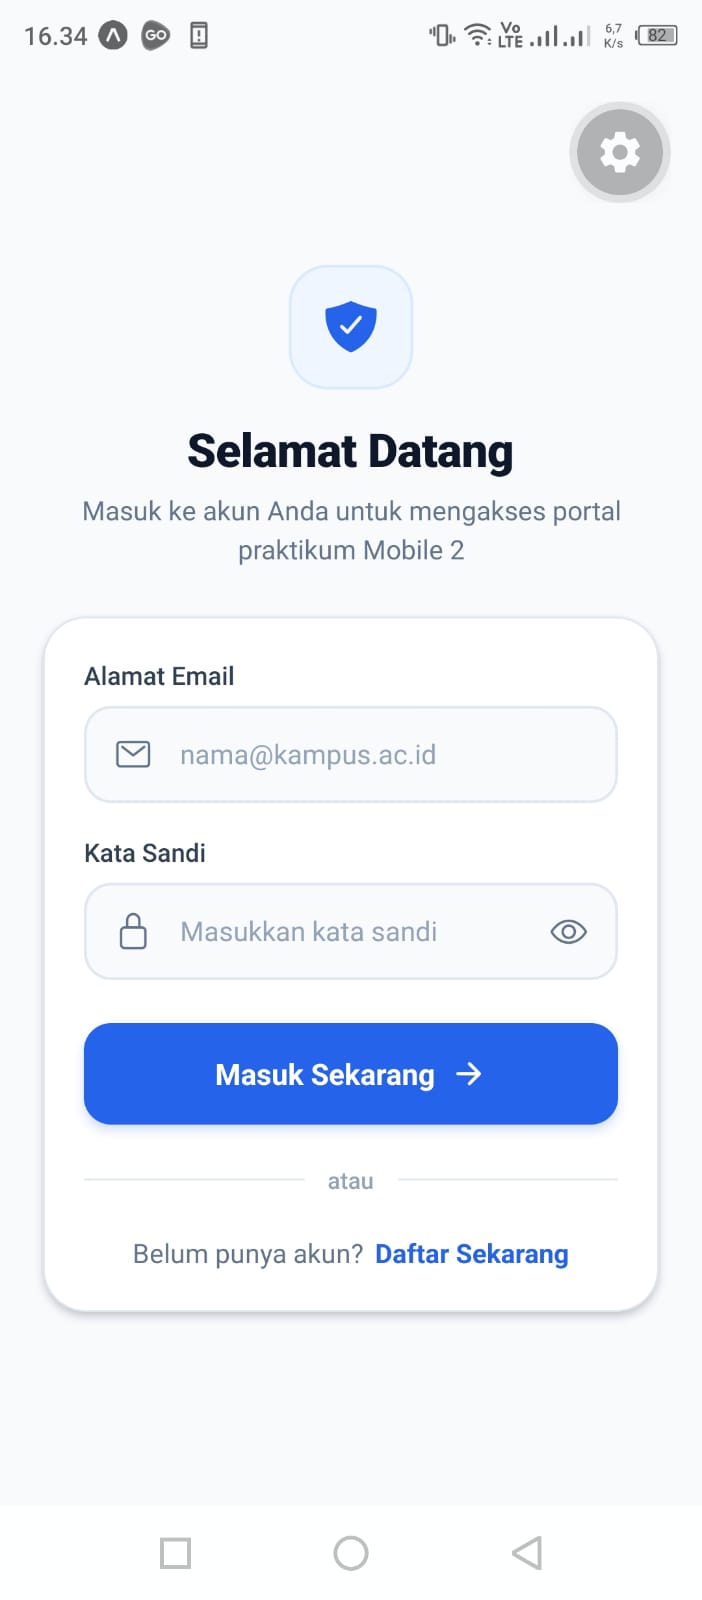 16.34 GO Vo LTE 6,7 K/s 82
Selamat Datang
Masuk ke akun Anda untuk mengakses portal
praktikum Mobile 2
Alamat Email
nama@kampus.ac.id
Kata Sandi
Masukkan kata sandi
Masuk Sekarang →
atau
Belum punya akun? Daftar Sekarang